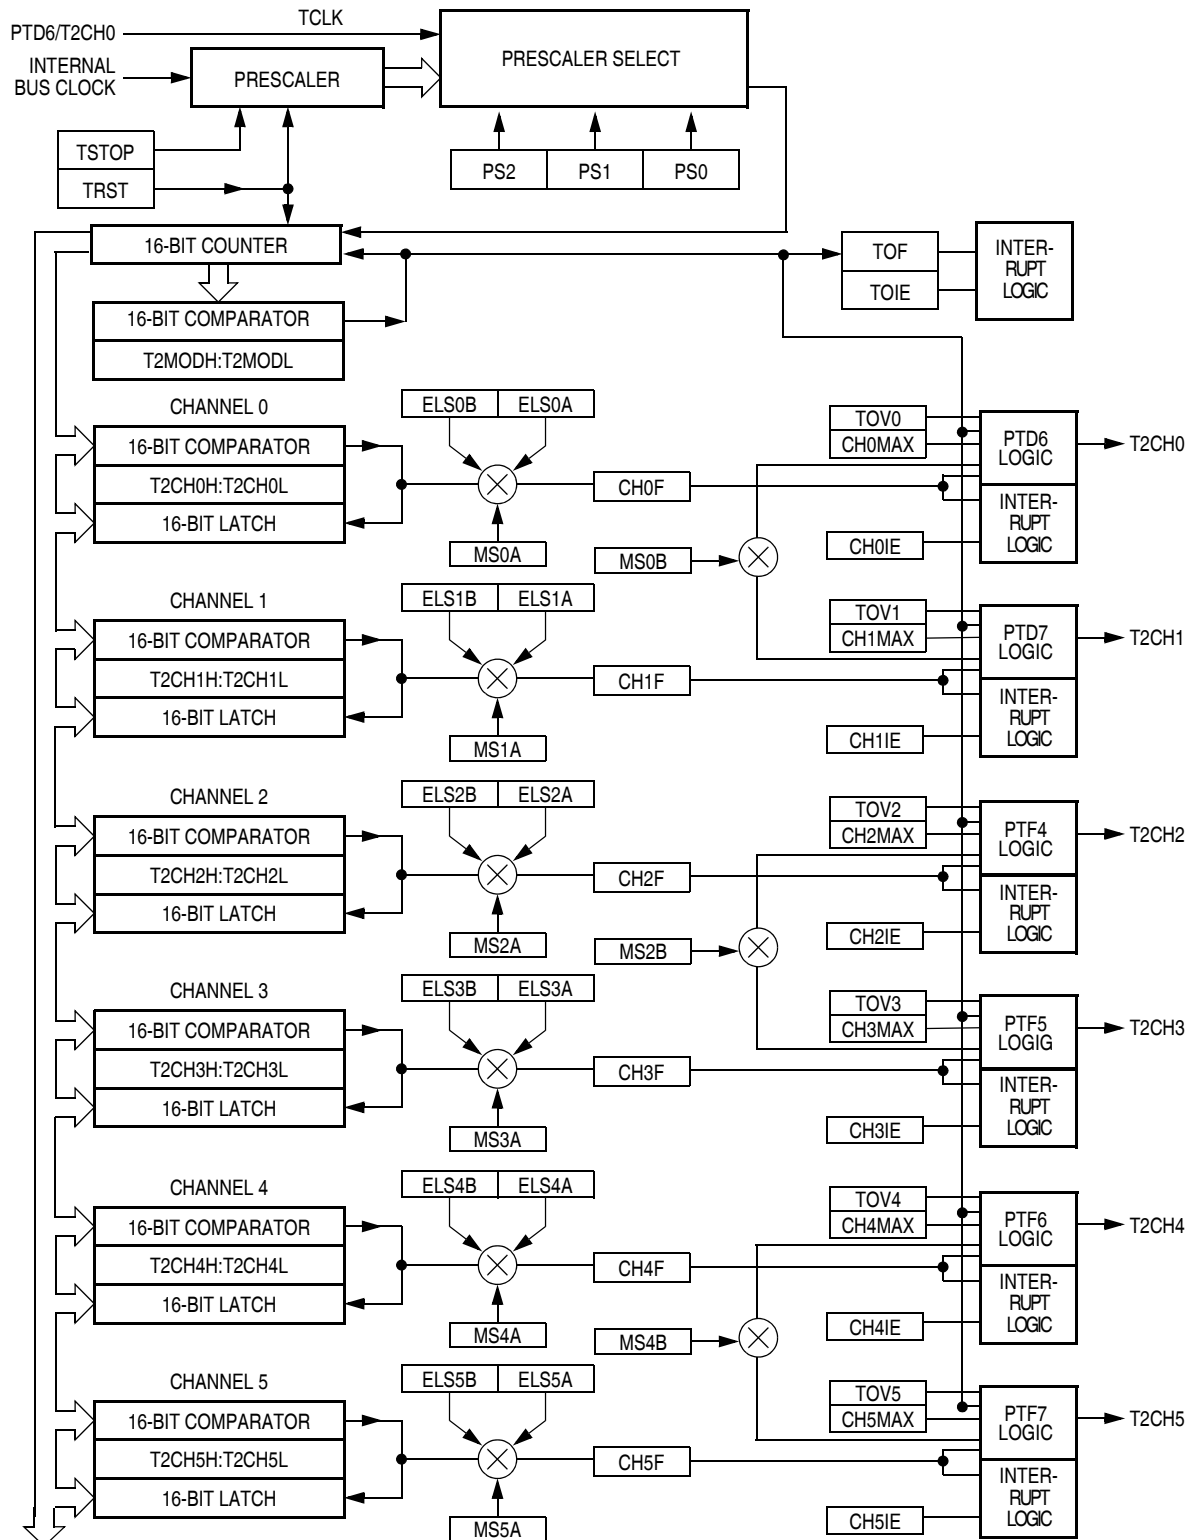 TCLK
PTD6/T2CH0
INTERNAL
BUS CLOCK
PRESCALER
PRESCALER SELECT
TSTOP
TRST
PS2
PS1
PS0
16-BIT COUNTER
TOF
TOIE
INTER-
RUPT
LOGIC
16-BIT COMPARATOR
T2MODH:T2MODL
CHANNEL 0
16-BIT COMPARATOR
T2CH0H:T2CH0L
16-BIT LATCH
ELS0B
ELS0A
MS0A
CH0F
MS0B
TOV0
CH0MAX
CH0IE
PTD6
LOGIC
INTER-
RUPT
LOGIC
T2CH0
CHANNEL 1
16-BIT COMPARATOR
T2CH1H:T2CH1L
16-BIT LATCH
ELS1B
ELS1A
MS1A
CH1F
TOV1
CH1MAX
CH1IE
PTD7
LOGIC
INTER-
RUPT
LOGIC
T2CH1
CHANNEL 2
16-BIT COMPARATOR
T2CH2H:T2CH2L
16-BIT LATCH
ELS2B
ELS2A
MS2A
CH2F
MS2B
TOV2
CH2MAX
CH2IE
PTF4
LOGIC
INTER-
RUPT
LOGIC
T2CH2
CHANNEL 3
16-BIT COMPARATOR
T2CH3H:T2CH3L
16-BIT LATCH
ELS3B
ELS3A
MS3A
CH3F
TOV3
CH3MAX
CH3IE
PTF5
LOGIG
INTER-
RUPT
LOGIC
T2CH3
CHANNEL 4
16-BIT COMPARATOR
T2CH4H:T2CH4L
16-BIT LATCH
ELS4B
ELS4A
MS4A
CH4F
MS4B
TOV4
CH4MAX
CH4IE
PTF6
LOGIC
INTER-
RUPT
LOGIC
T2CH4
CHANNEL 5
16-BIT COMPARATOR
T2CH5H:T2CH5L
16-BIT LATCH
ELS5B
ELS5A
MS5A
CH5F
TOV5
CH5MAX
CH5IE
PTF7
LOGIC
INTER-
RUPT
LOGIC
T2CH5